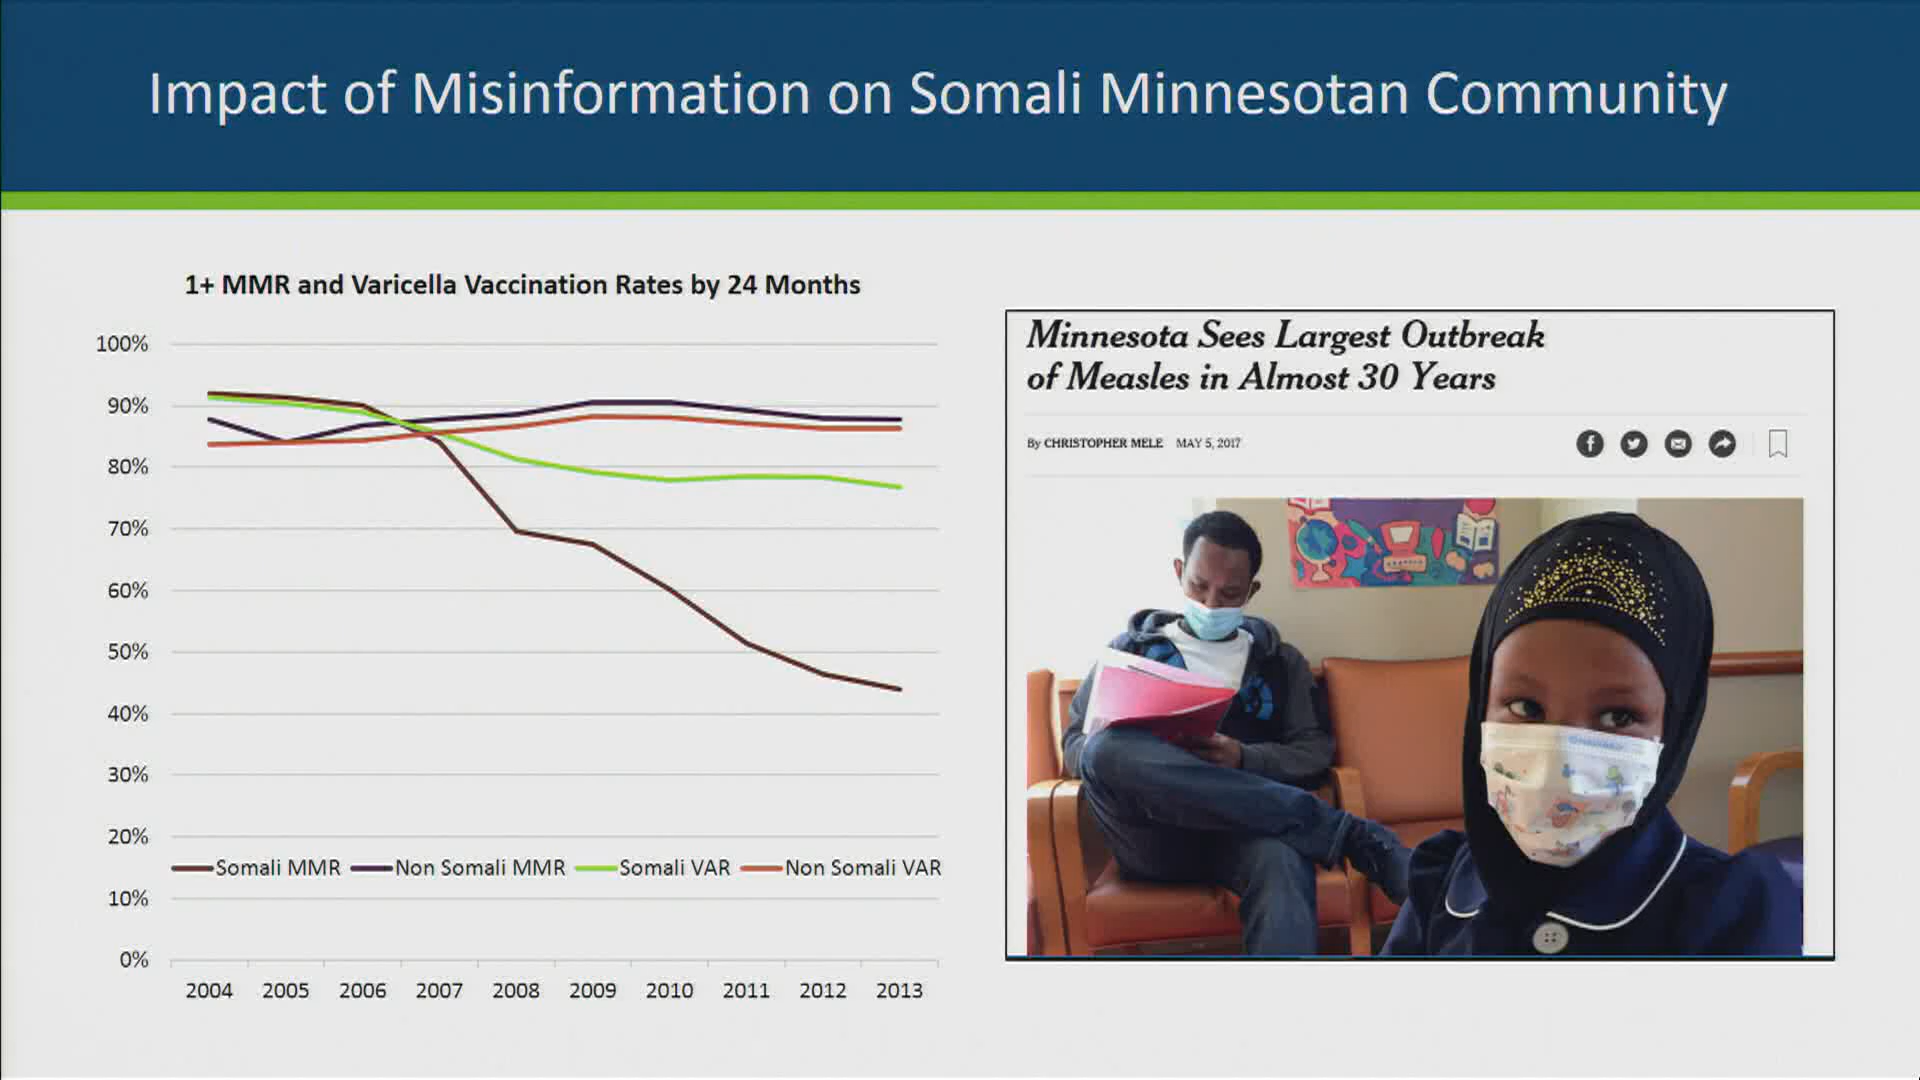 Impact of Misinformation on Somali Minnesotan Community
1+ MMR and Varicella Vaccination Rates by 24 Months
100%
90%
80%
70%
60%
50%
40%
30%
20%
10%
0%
Somali MMR Non Somali MMR Somali VAR Non Somali VAR
2004 2005 2006 2007 2008 2009 2010 2011 2012 2013
Minnesota Sees Largest Outbreak
of Measles in Almost 30 Years
By CHRISTOPHER MELE MAY 5, 2017